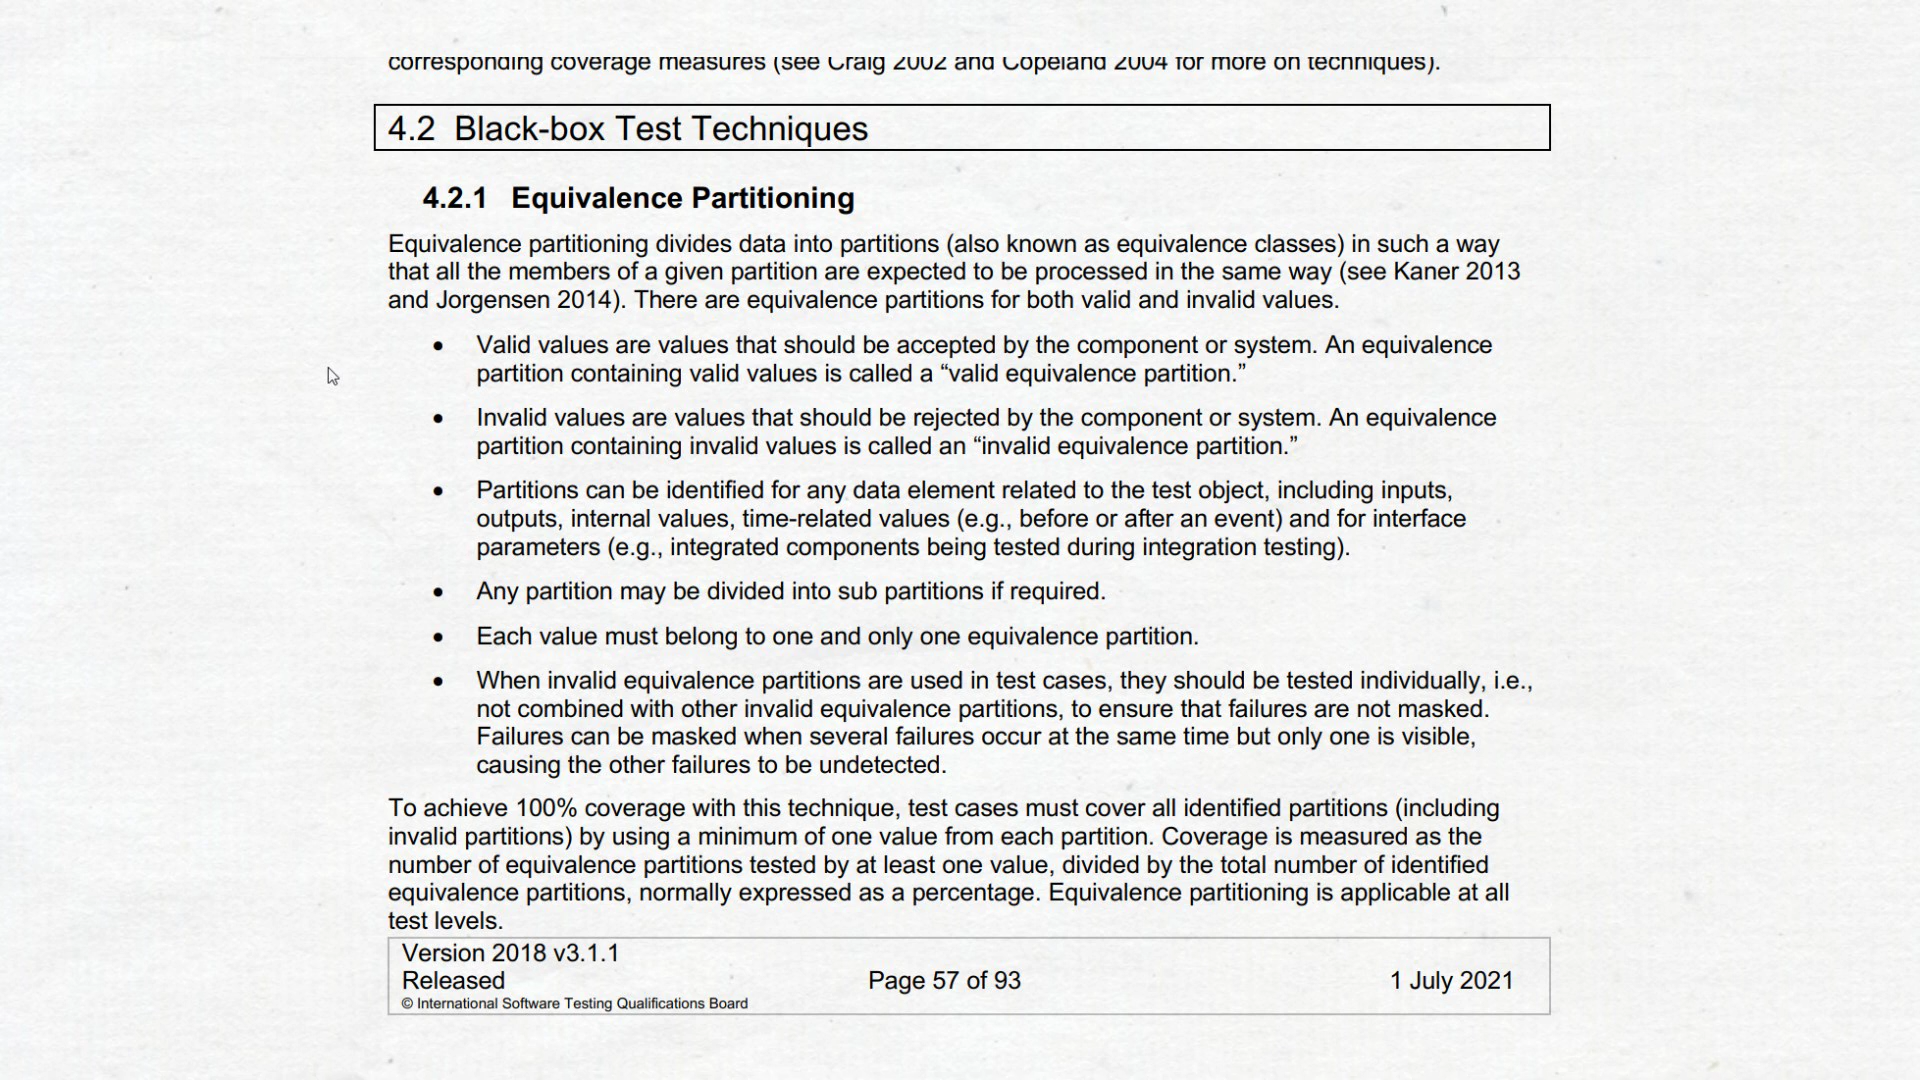 corresponding coverage measures (see Craig 2002 and Copeland 2004 for more on techniques).
4.2 Black-box Test Techniques
4.2.1 Equivalence Partitioning
Equivalence partitioning divides data into partitions (also known as equivalence classes) in such a way
that all the members of a given partition are expected to be processed in the same way (see Kaner 2013
and Jorgensen 2014). There are equivalence partitions for both valid and invalid values.
• Valid values are values that should be accepted by the component or system. An equivalence
partition containing valid values is called a “valid equivalence partition.”
• Invalid values are values that should be rejected by the component or system. An equivalence
partition containing invalid values is called an “invalid equivalence partition.”
• Partitions can be identified for any data element related to the test object, including inputs,
outputs, internal values, time-related values (e.g., before or after an event) and for interface
parameters (e.g., integrated components being tested during integration testing).
• Any partition may be divided into sub partitions if required.
• Each value must belong to one and only one equivalence partition.
• When invalid equivalence partitions are used in test cases, they should be tested individually, i.e.,
not combined with other invalid equivalence partitions, to ensure that failures are not masked.
Failures can be masked when several failures occur at the same time but only one is visible,
causing the other failures to be undetected.
To achieve 100% coverage with this technique, test cases must cover all identified partitions (including
invalid partitions) by using a minimum of one value from each partition. Coverage is measured as the
number of equivalence partitions tested by at least one value, divided by the total number of identified
equivalence partitions, normally expressed as a percentage. Equivalence partitioning is applicable at all
test levels.
Version 2018 v3.1.1
Released Page 57 of 93 1 July 2021
© International Software Testing Qualifications Board